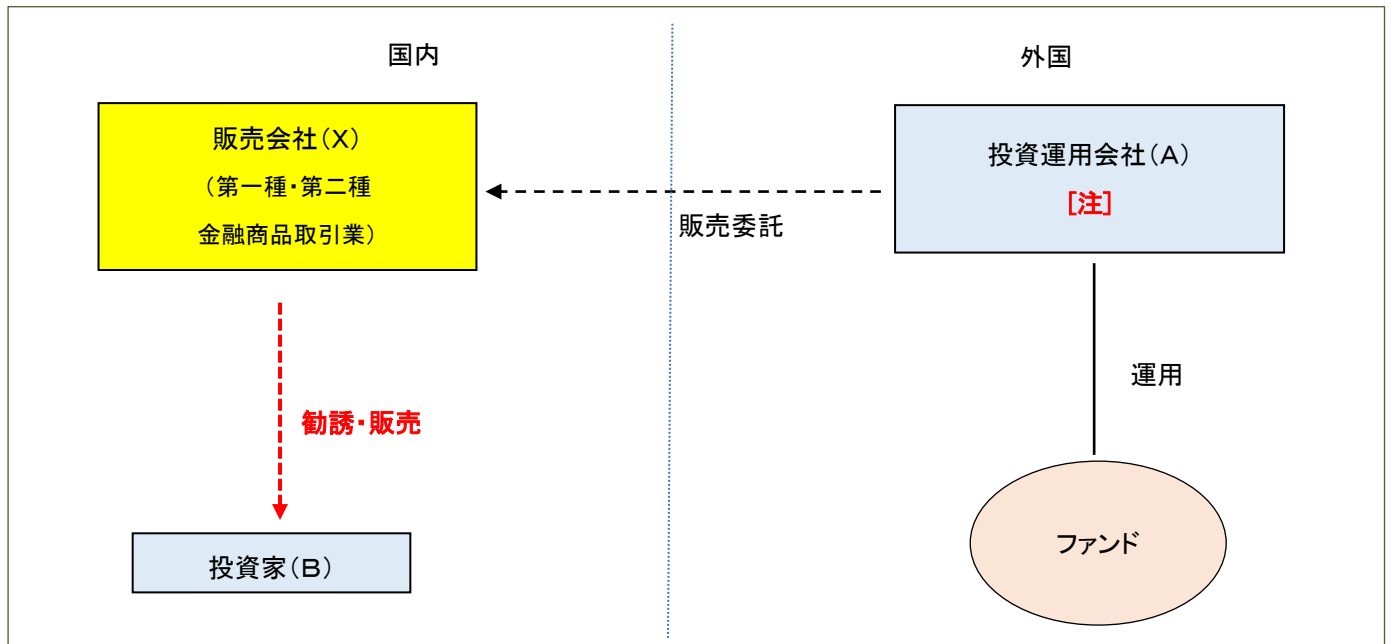 国内
外国
販売会社(X)
(第一種・第二種
金融商品取引業)
投資運用会社(A)
[注]
販売委託
勧誘・販売
運用
投資家(B)
ファンド